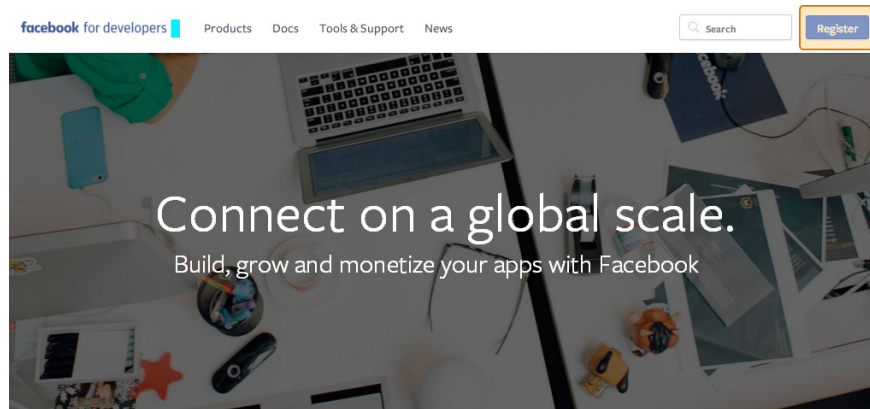 facebook for developers Products Docs Tools & Support News Search Register
facebook
Connect on a global scale.
Build, grow and monetize your apps with Facebook